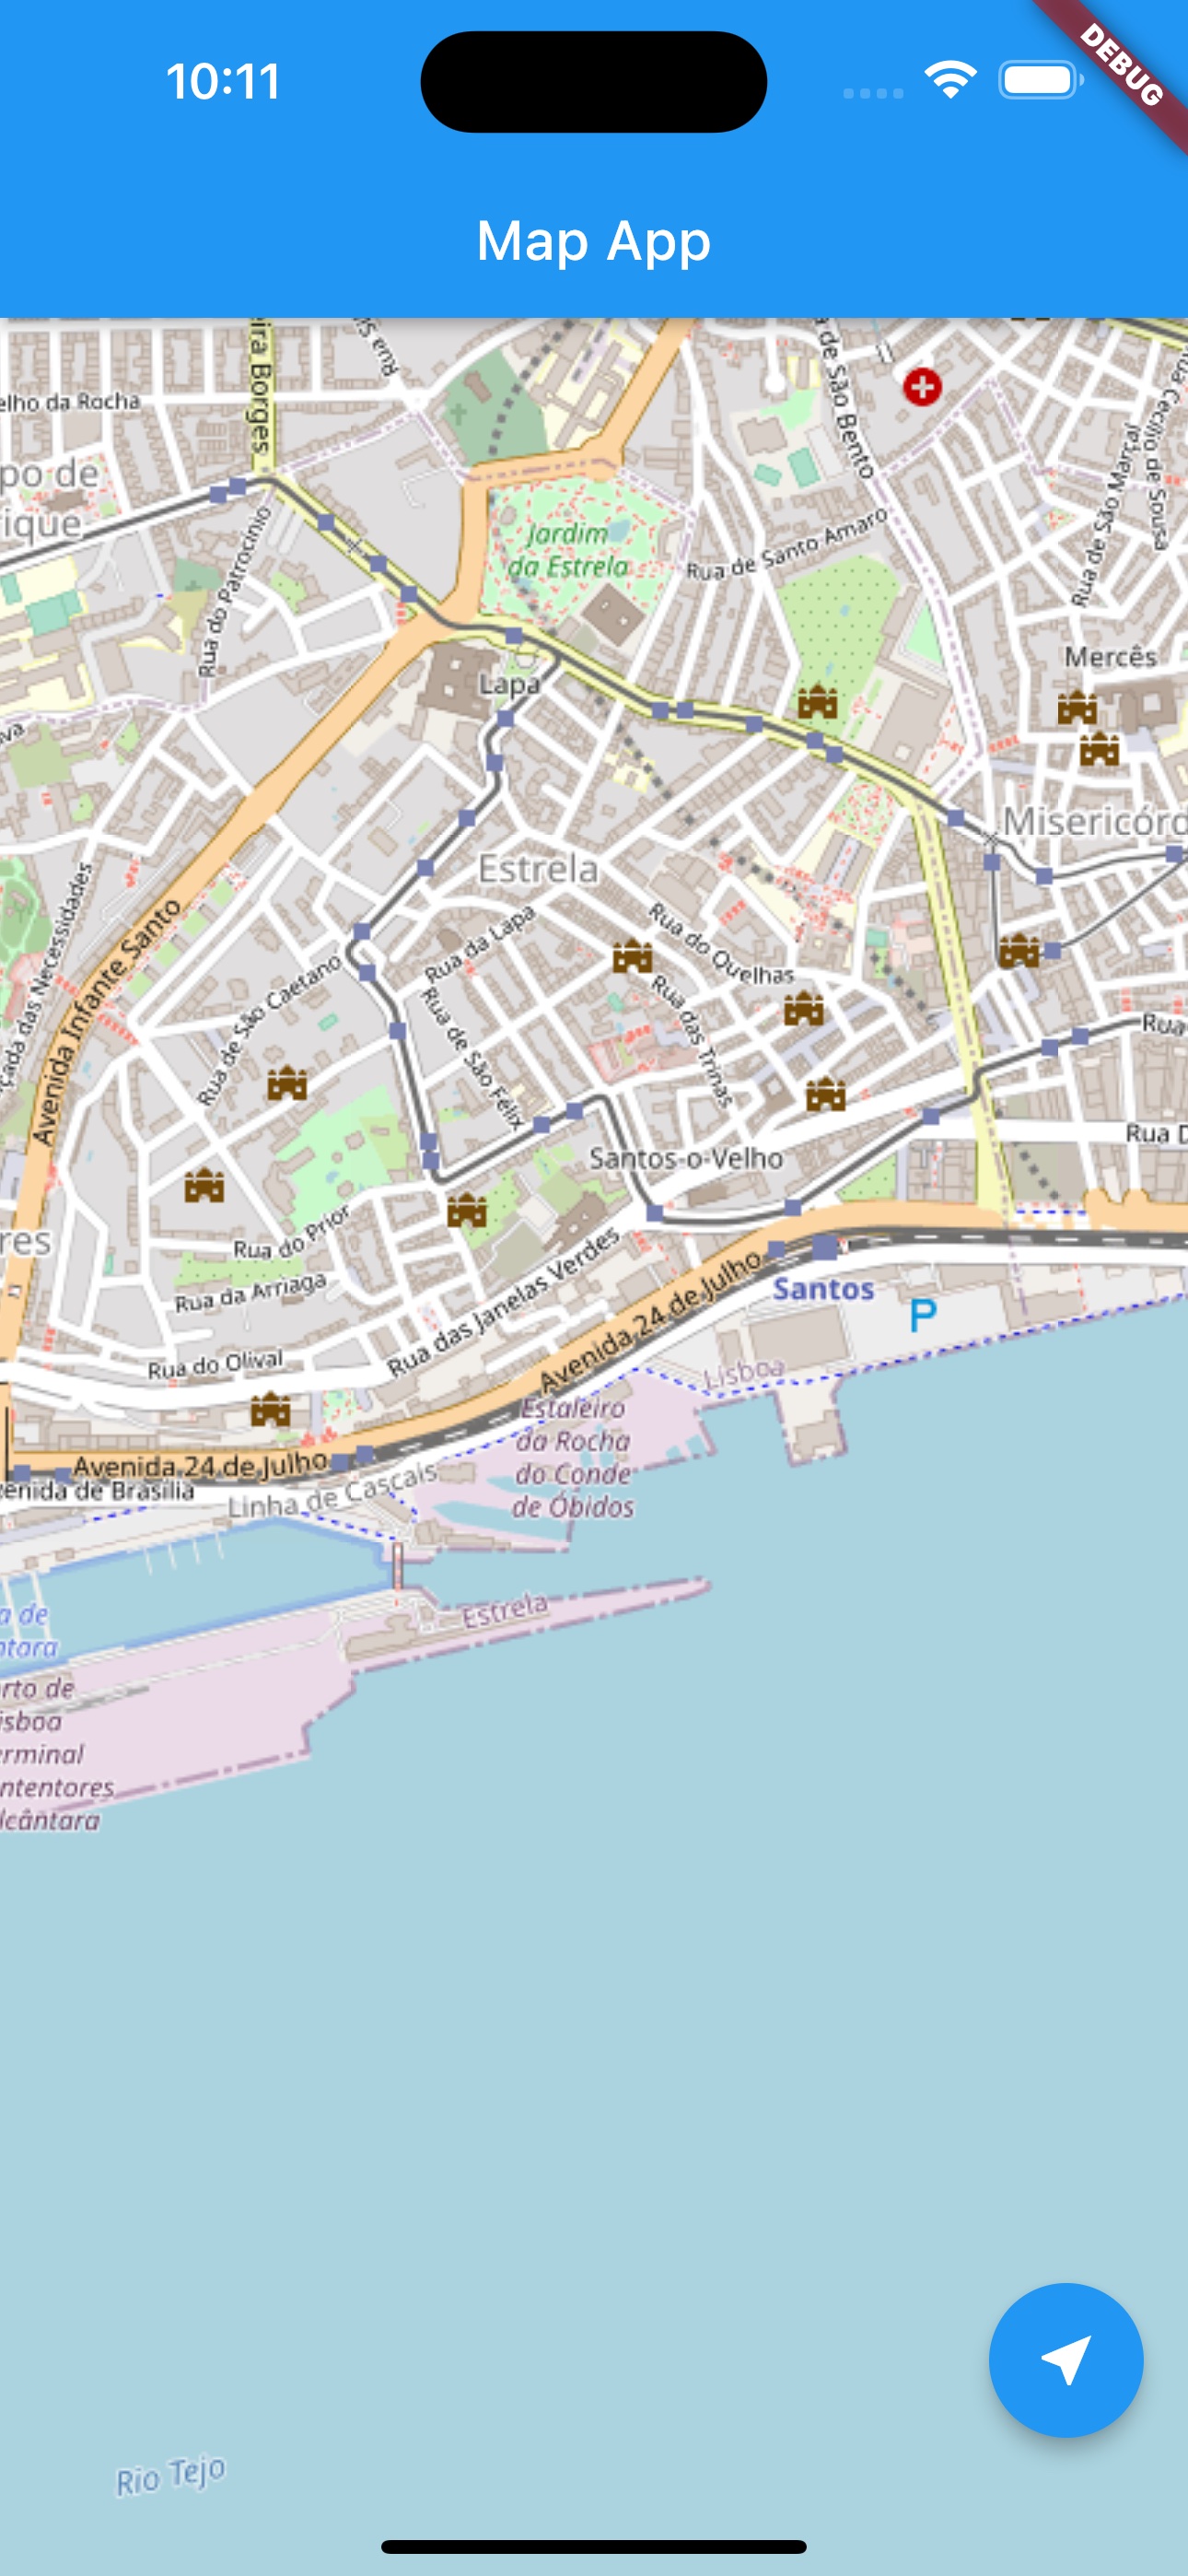 10:11
DEBUG
Map App
elho da Rocha
ira Borges
Rua S
a de São Bento
Rua de São Marçal
Rua Cecílio de Sousa
po de
ique
Jardim
da Estrela
Rua de Santo Amaro
Rua do Patrocínio
Mercês
Lapa
va
Misericórd
Estrela
Rua da Lapa
Rua do Quelhas
çada das Necessidades
Avenida Infante Santo
Rua de São Caetano
Rua de São Félix
Rua das Trinas
Rua
Rua D
Santos-o-Velho
res
Rua do Prior
Rua da Arriaga
Rua das Janelas Verdes
Avenida 24 de Julho
Santos
P
Rua do Olival
Lisboa
Estaleiro
da Rocha
do Conde
de Óbidos
Avenida 24 de Julho
enida de Brasília
Linha de Cascais
a de
ntara
Estrela
rto de
isboa
erminal
ntentores
lcântara
Rio Tejo